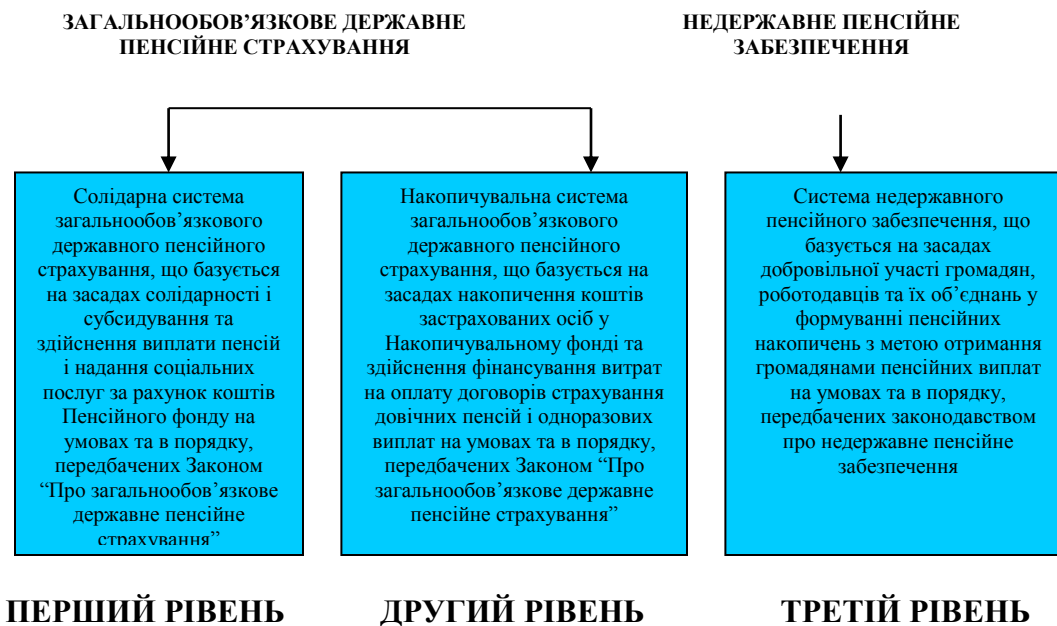 ЗАГАЛЬНООБОВ’ЯЗКОВЕ ДЕРЖАВНЕ
ПЕНСІЙНЕ СТРАХУВАННЯ
НЕДЕРЖАВНЕ ПЕНСІЙНЕ
ЗАБЕЗПЕЧЕННЯ
Солідарна система
загальнообов’язкового
державного пенсійного
страхування, що базується
на засадах солідарності і
субсидування та
здійснення виплати пенсій
і надання соціальних
послуг за рахунок коштів
Пенсійного фонду на
умовах та в порядку,
передбачених Законом
“Про загальнообов’язкове
державне пенсійне
страхування”
Накопичувальна система
загальнообов’язкового
державного пенсійного
страхування, що базується на
засадах накопичення коштів
застрахованих осіб у
Накопичувальному фонді та
здійснення фінансування витрат
на оплату договорів страхування
довічних пенсій і одноразових
виплат на умовах та в порядку,
передбачених Законом “Про
загальнообов’язкове державне
пенсійне страхування”
Система недержавного
пенсійного забезпечення, що
базується на засадах
добровільної участі громадян,
роботодавців та їх об’єднань у
формуванні пенсійних
накопичень з метою отримання
громадянами пенсійних виплат
на умовах та в порядку,
передбачених законодавством
про недержавне пенсійне
забезпечення
ПЕРШИЙ РІВЕНЬ
ДРУГИЙ РІВЕНЬ
ТРЕТІЙ РІВЕНЬ